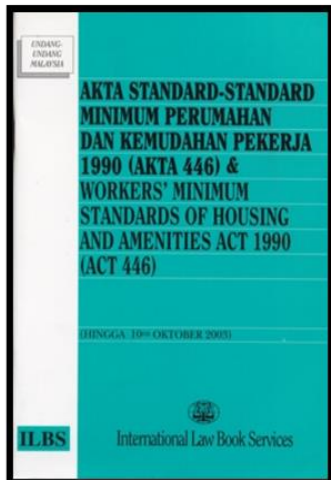 UNDANG-
UNDANG
MALAYSIA
AKTA STANDARD-STANDARD
MINIMUM PERUMAHAN
DAN KEMUDAHAN PEKERJA
1990 (AKTA 446) &
WORKERS' MINIMUM
STANDARDS OF HOUSING
AND AMENITIES ACT 1990
(ACT 446)
(HINGGA 10HB OKTOBER 2003)
ILBS
International Law Book Services